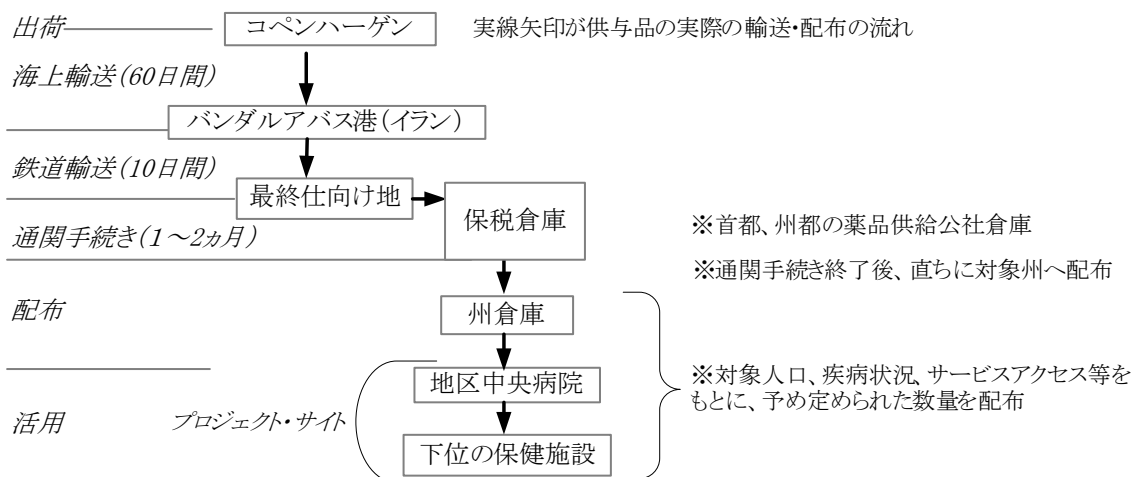 出荷
コペンハーゲン
実線矢印が供与品の実際の輸送・配布の流れ
海上輸送(60日間)
バンダルアバス港(イラン)
鉄道輸送(10日間)
最終仕向け地
保税倉庫
※首都、州都の薬品供給公社倉庫
通関手続き(1～2ヵ月)
※通関手続き終了後、直ちに対象州へ配布
配布
州倉庫
地区中央病院
※対象人口、疾病状況、サービスアクセス等を
もとに、予め定められた数量を配布
活用
プロジェクト・サイト
下位の保健施設